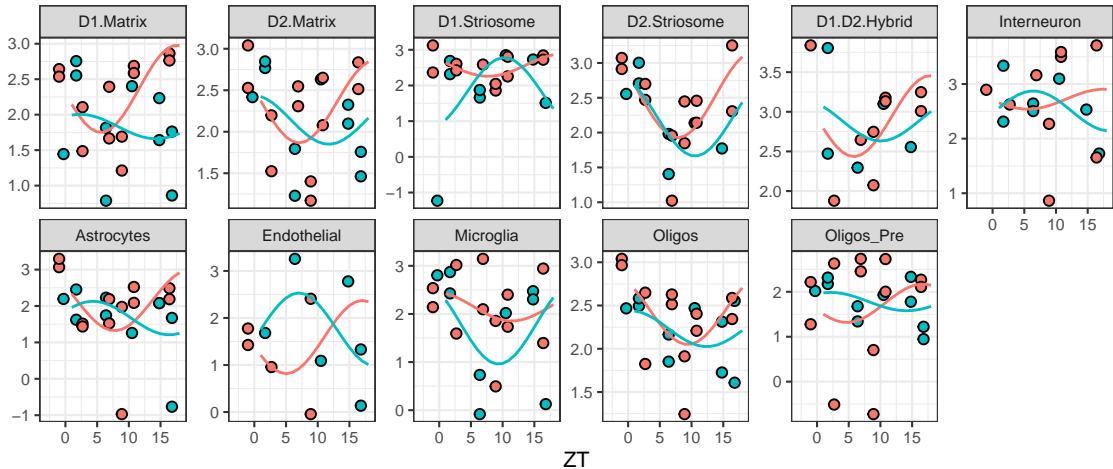 D1.Matrix D2.Matrix D1.Striosome D2.Striosome D1.D2.Hybrid Interneuron
3.0 2.5 2.0 1.5 1.0
3.0 2.5 2.0 1.5
3 2 1 0 −1
3.5 3.0 2.5 2.0 1.5 1.0
4.0 3.5 3.0 2.5 2.0
3 2 1
Astrocytes Endothelial Microglia Oligos Oligos_Pre
3 2 1 0 −1
3 2 1 0
3 2 1 0
3.0 2.5 2.0 1.5
2 1 0
0 5 10 15 0 5 10 15 0 5 10 15 0 5 10 15 0 5 10 15 0 5 10 15
ZT